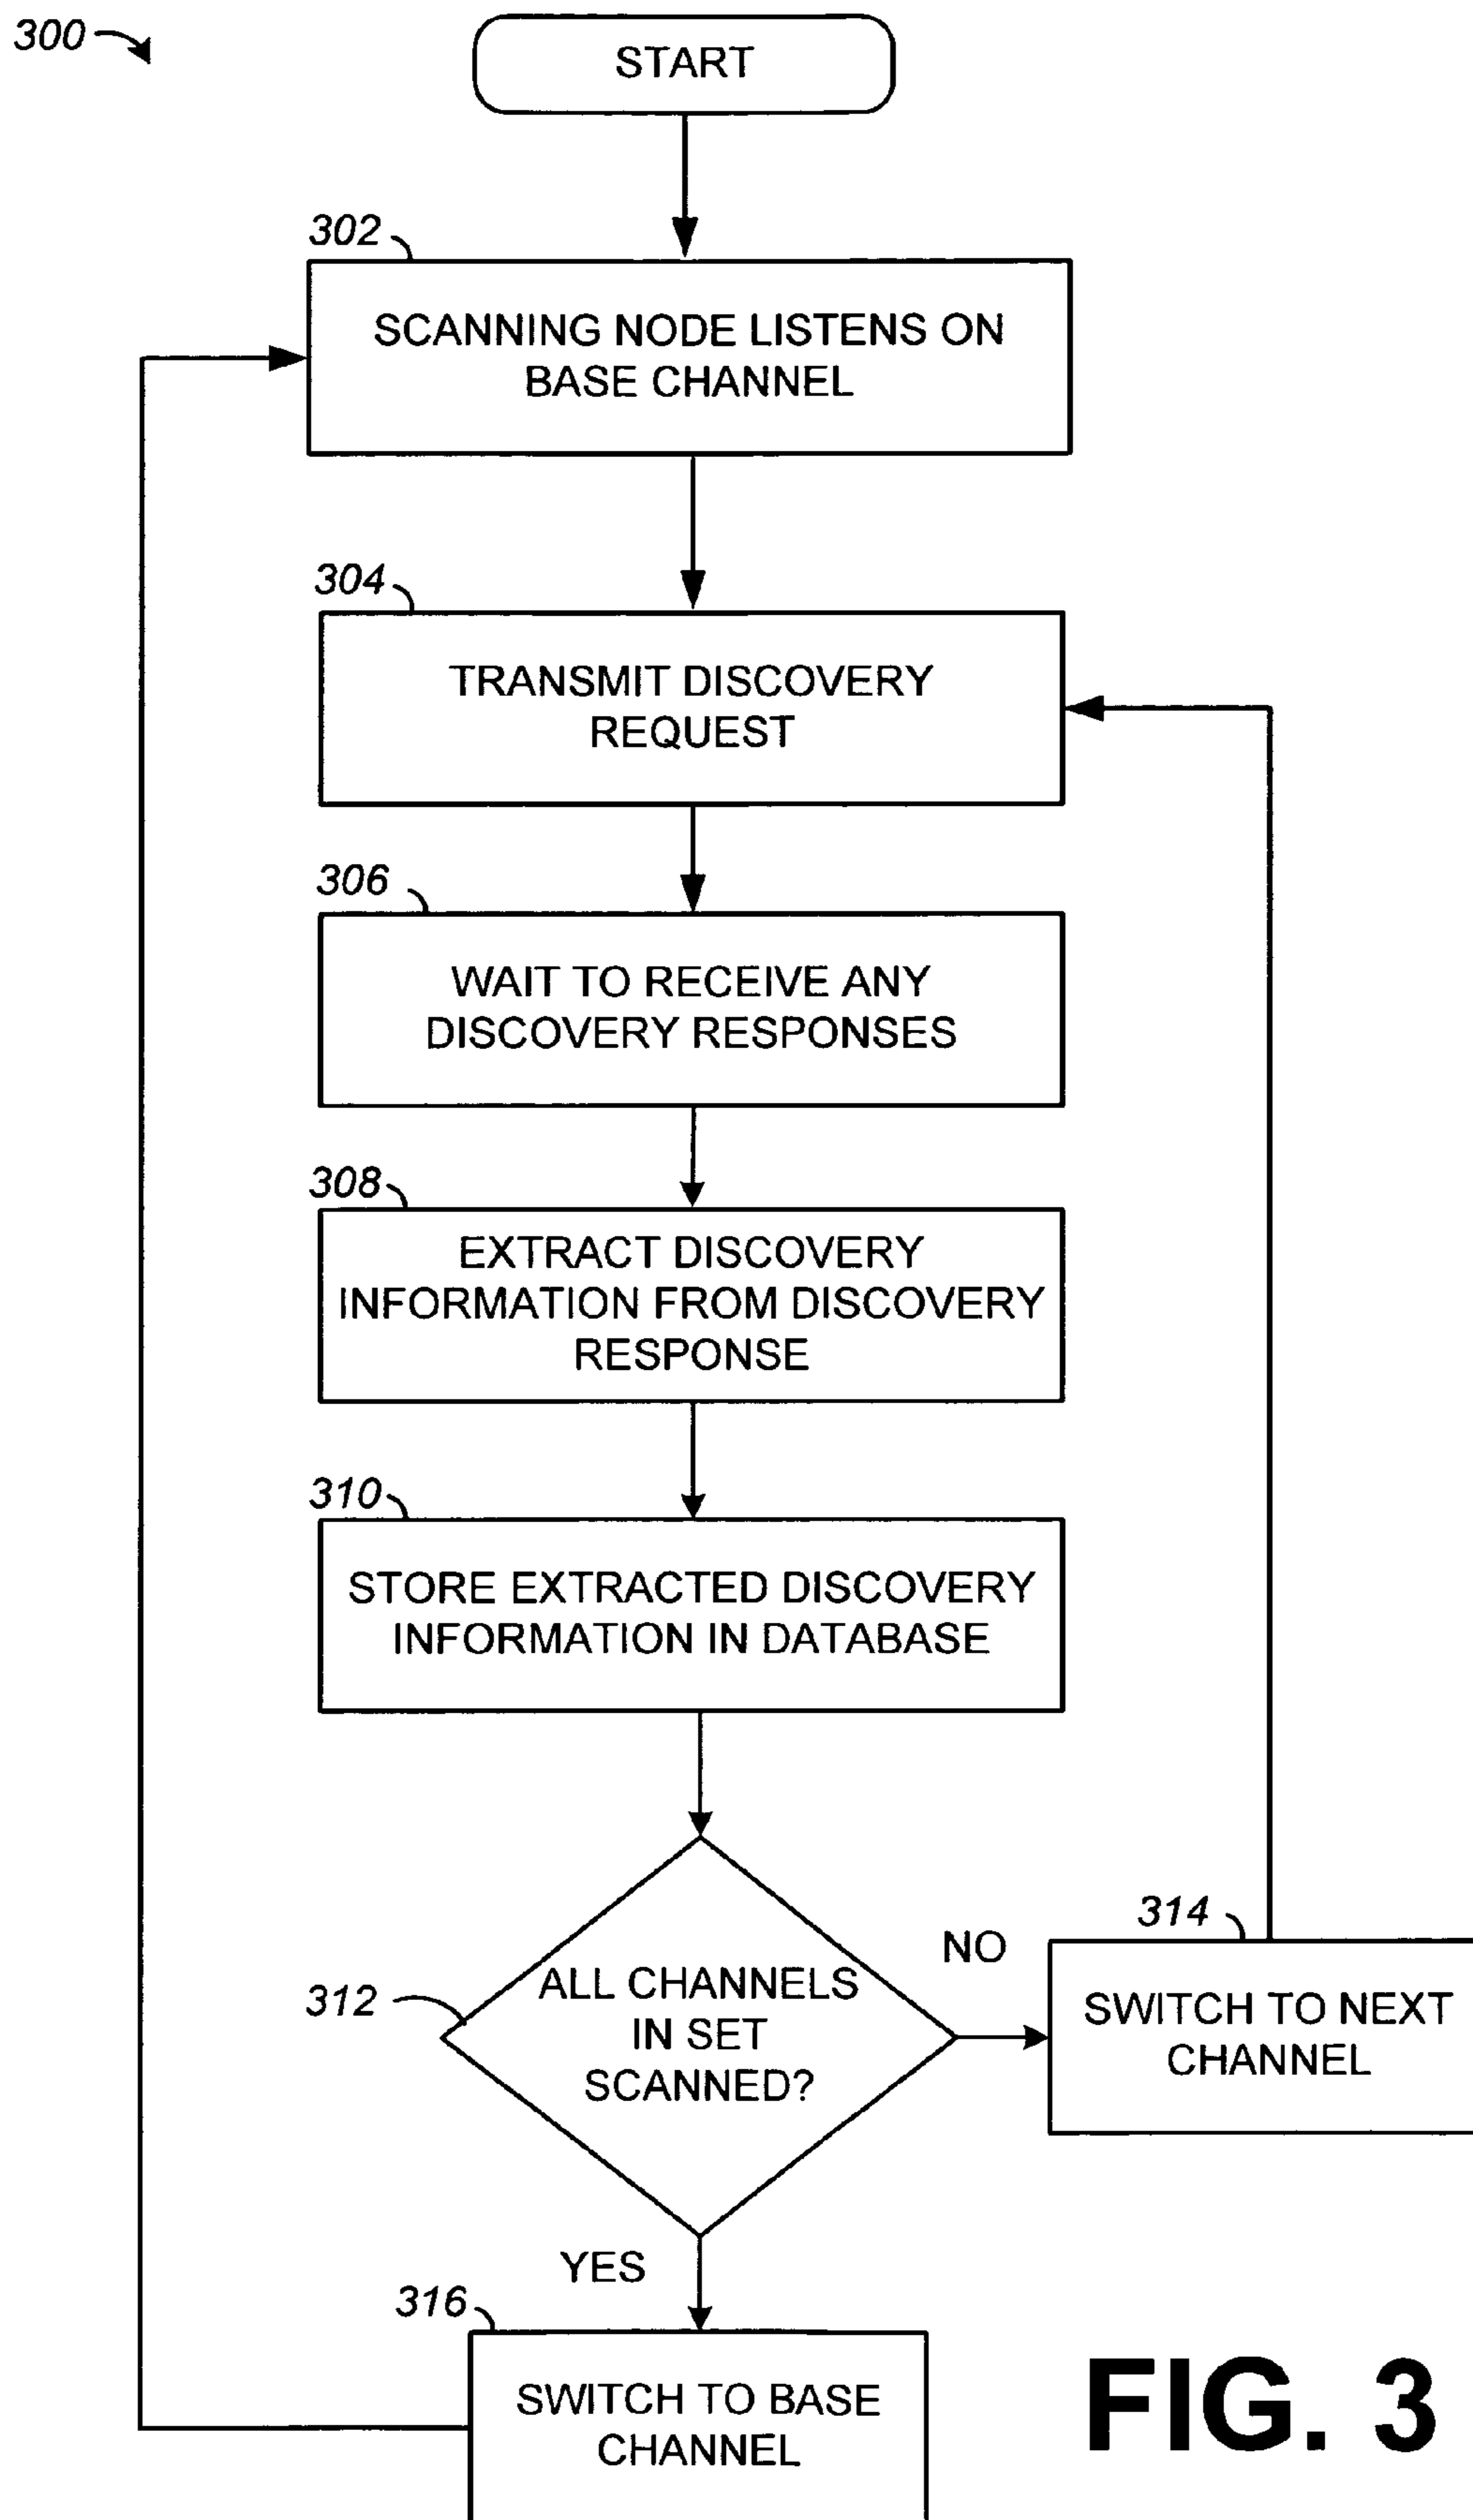 300
START
302
SCANNING NODE LISTENS ON
BASE CHANNEL
304
TRANSMIT DISCOVERY
REQUEST
306
WAIT TO RECEIVE ANY
DISCOVERY RESPONSES
308
EXTRACT DISCOVERY
INFORMATION FROM DISCOVERY
RESPONSE
310
STORE EXTRACTED DISCOVERY
INFORMATION IN DATABASE
312
ALL CHANNELS
IN SET
SCANNED?
NO
314
SWITCH TO NEXT
CHANNEL
YES
316
SWITCH TO BASE
CHANNEL
FIG. 3